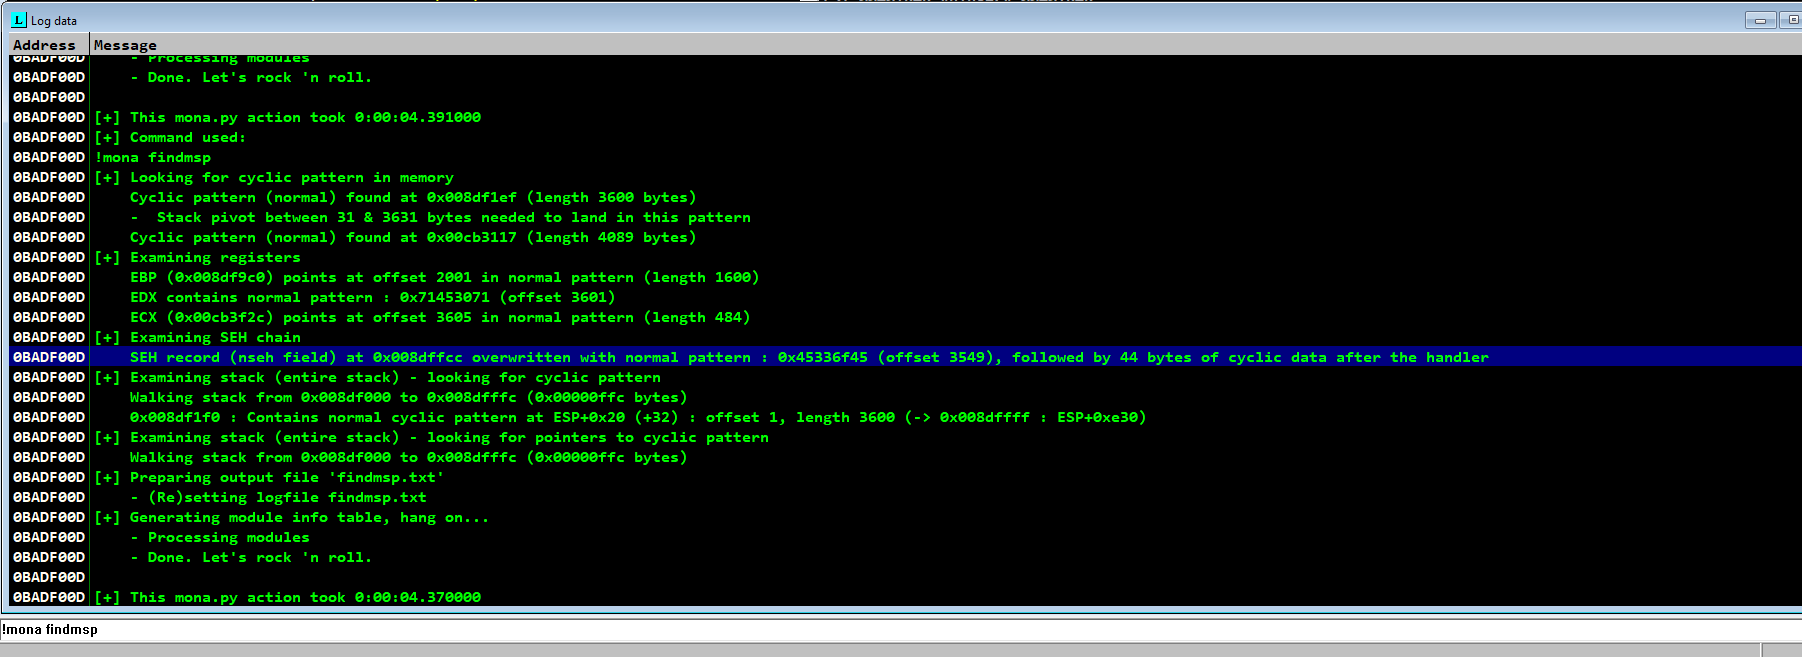 L Log data
Address Message
0BADF00D - Processing modules
0BADF00D - Done. Let's rock 'n roll.
0BADF00D
0BADF00D [+] This mona.py action took 0:00:04.391000
0BADF00D [+] Command used:
0BADF00D !mona findmsp
0BADF00D [+] Looking for cyclic pattern in memory
0BADF00D Cyclic pattern (normal) found at 0x008df1ef (length 3600 bytes)
0BADF00D - Stack pivot between 31 & 3631 bytes needed to land in this pattern
0BADF00D Cyclic pattern (normal) found at 0x00cb3117 (length 4089 bytes)
0BADF00D [+] Examining registers
0BADF00D EBP (0x008df9c0) points at offset 2001 in normal pattern (length 1600)
0BADF00D EDX contains normal pattern : 0x71453071 (offset 3601)
0BADF00D ECX (0x00cb3f2c) points at offset 3605 in normal pattern (length 484)
0BADF00D [+] Examining SEH chain
0BADF00D SEH record (nseh field) at 0x008dffcc overwritten with normal pattern : 0x45336f45 (offset 3549), followed by 44 bytes of cyclic data after the handler
0BADF00D [+] Examining stack (entire stack) - looking for cyclic pattern
0BADF00D Walking stack from 0x008df000 to 0x008dfffc (0x00000ffc bytes)
0BADF00D 0x008df1f0 : Contains normal cyclic pattern at ESP+0x20 (+32) : offset 1, length 3600 (-> 0x008dffff : ESP+0xe30)
0BADF00D [+] Examining stack (entire stack) - looking for pointers to cyclic pattern
0BADF00D Walking stack from 0x008df000 to 0x008dfffc (0x00000ffc bytes)
0BADF00D [+] Preparing output file 'findmsp.txt'
0BADF00D - (Re)setting logfile findmsp.txt
0BADF00D [+] Generating module info table, hang on...
0BADF00D - Processing modules
0BADF00D - Done. Let's rock 'n roll.
0BADF00D
0BADF00D [+] This mona.py action took 0:00:04.370000
!mona findmsp